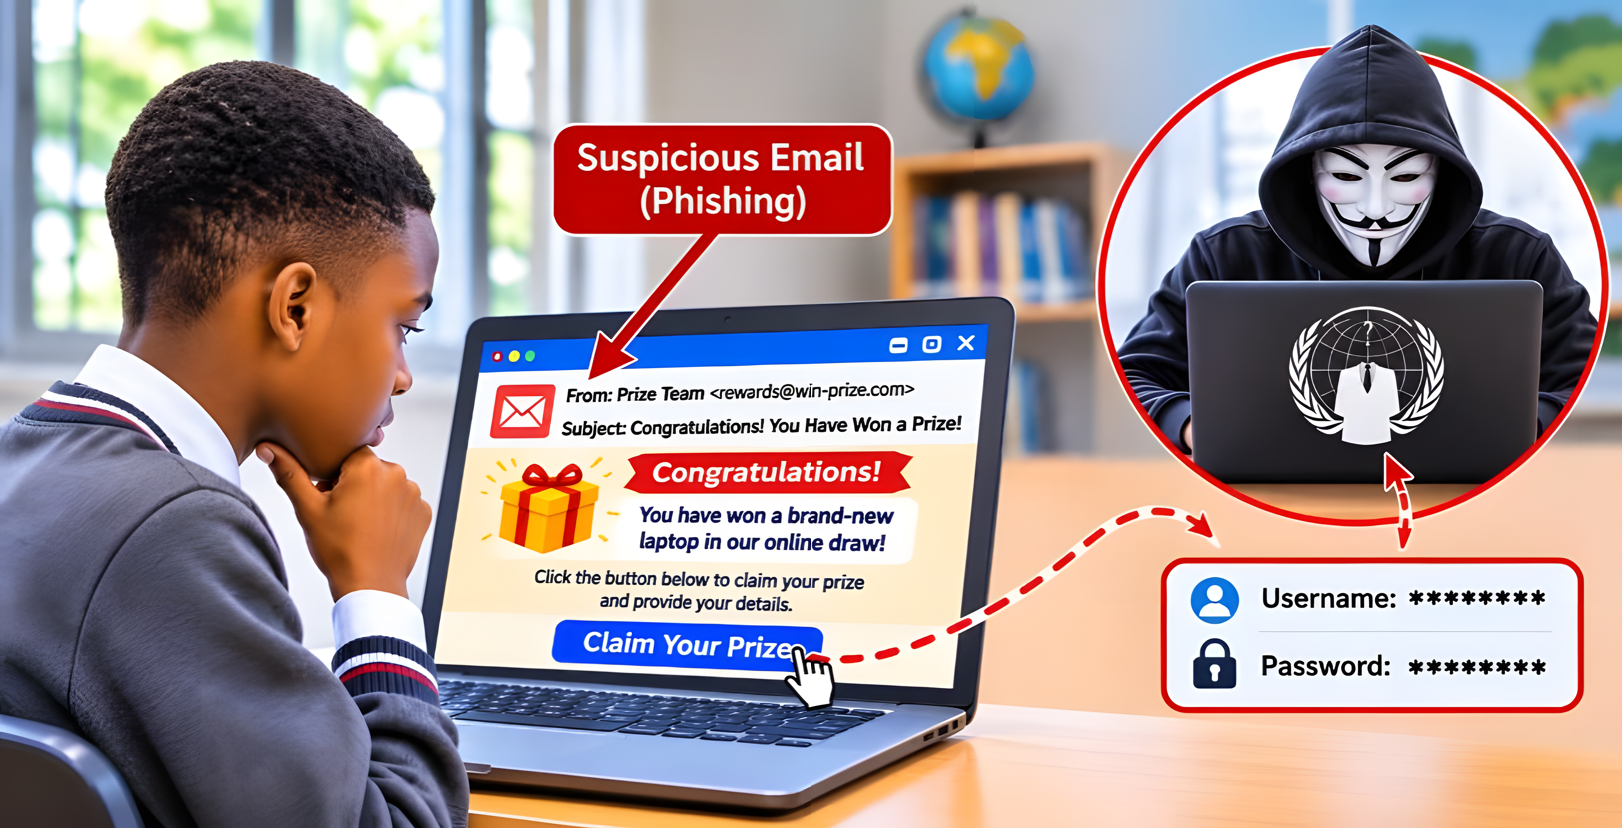 Suspicious Email
(Phishing)
From: Prize Team <rewards@win-prize.com>
Subject: Congratulations! You Have Won a Prize!
Congratulations!
You have won a brand-new
laptop in our online draw!
Click the button below to claim your prize
and provide your details.
Claim Your Prize
?
Username: ********
Password: ********